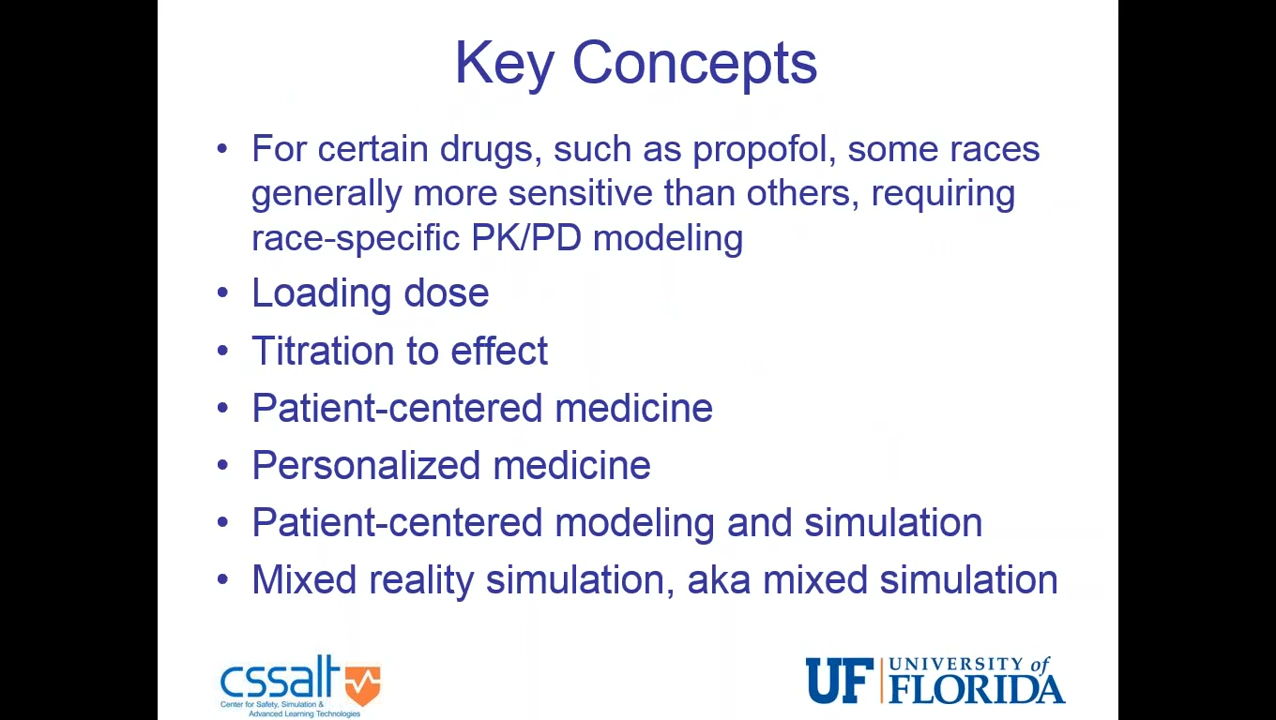 Key Concepts
• For certain drugs, such as propofol, some races
generally more sensitive than others, requiring
race-specific PK/PD modeling
• Loading dose
• Titration to effect
• Patient-centered medicine
• Personalized medicine
• Patient-centered modeling and simulation
• Mixed reality simulation, aka mixed simulation
cssalt
Center for Safety, Simulation &
Advanced Learning Technologies
UF UNIVERSITY of
FLORIDA